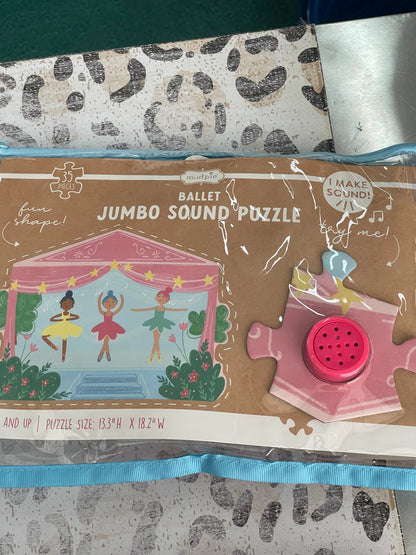 35
PIECES
mudpie
BALLET
JUMBO SOUND PUZZLE
fun
shape!
I MAKE
SOUND!
try me!
AND UP | PUZZLE SIZE: 13.3"H X 18.2"W